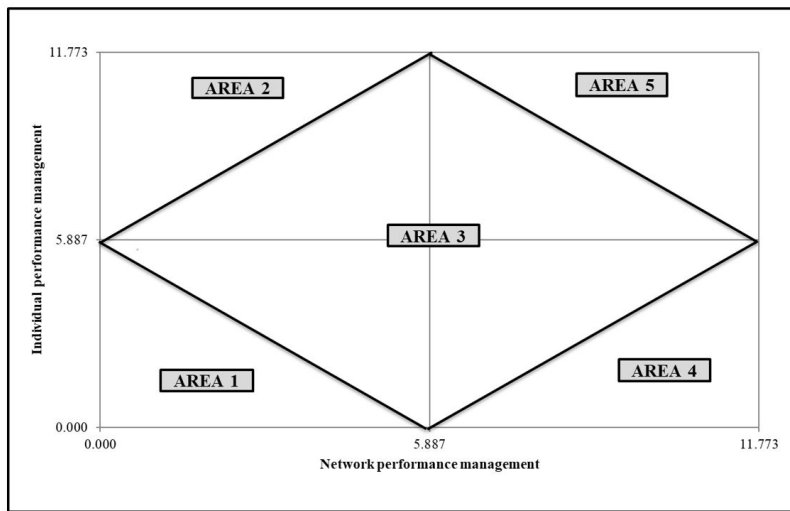 11.773
AREA 2
AREA 5
Individual performance management
5.887
AREA 3
AREA 1
AREA 4
0.000
0.000
5.887
11.773
Network performance management